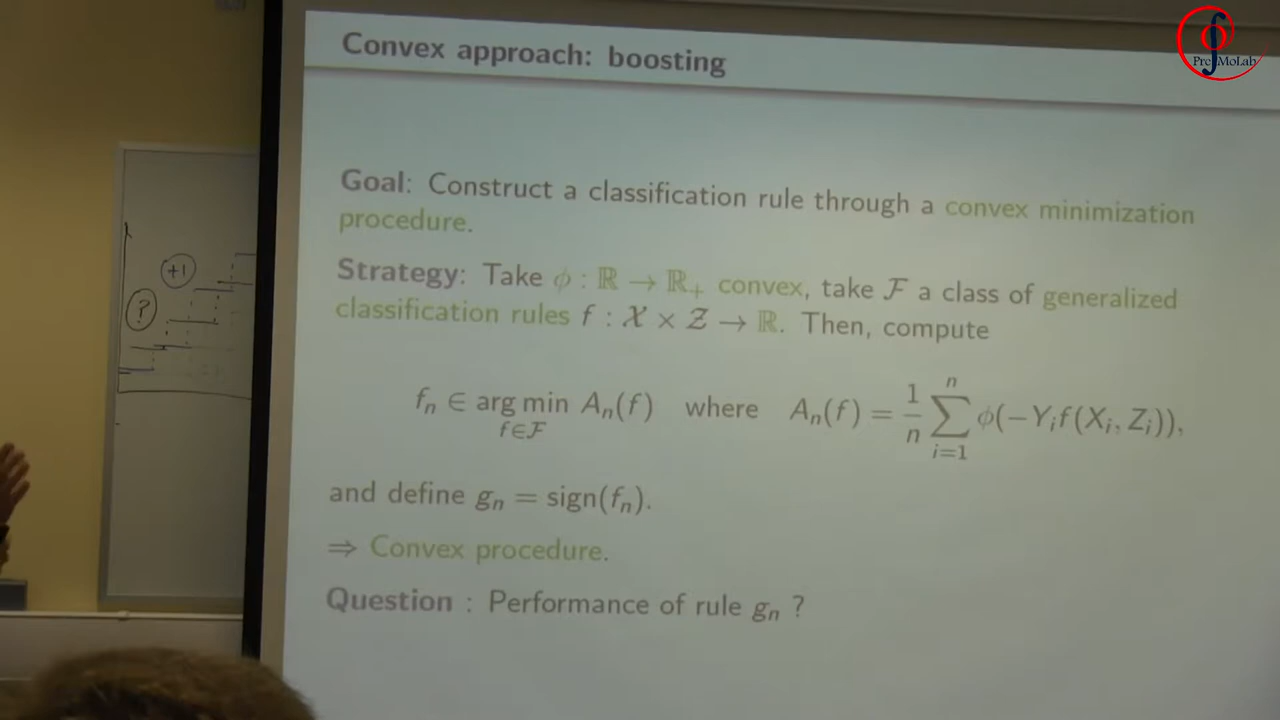 Convex approach: boosting
PreMoLab
Goal: Construct a classification rule through a convex minimization
procedure.
Strategy: Take ϕ : ℝ → ℝ₊ convex, take ℱ a class of generalized
classification rules f : 𝒳 × 𝒵 → ℝ. Then, compute
fₙ ∈ arg min Aₙ(f) where Aₙ(f) = 1/n ∑ ϕ(−Yᵢf(Xᵢ, Zᵢ)),
f∈ℱ
n
i=1
and define gₙ = sign(fₙ).
⇒ Convex procedure.
Question : Performance of rule gₙ ?
+1
?